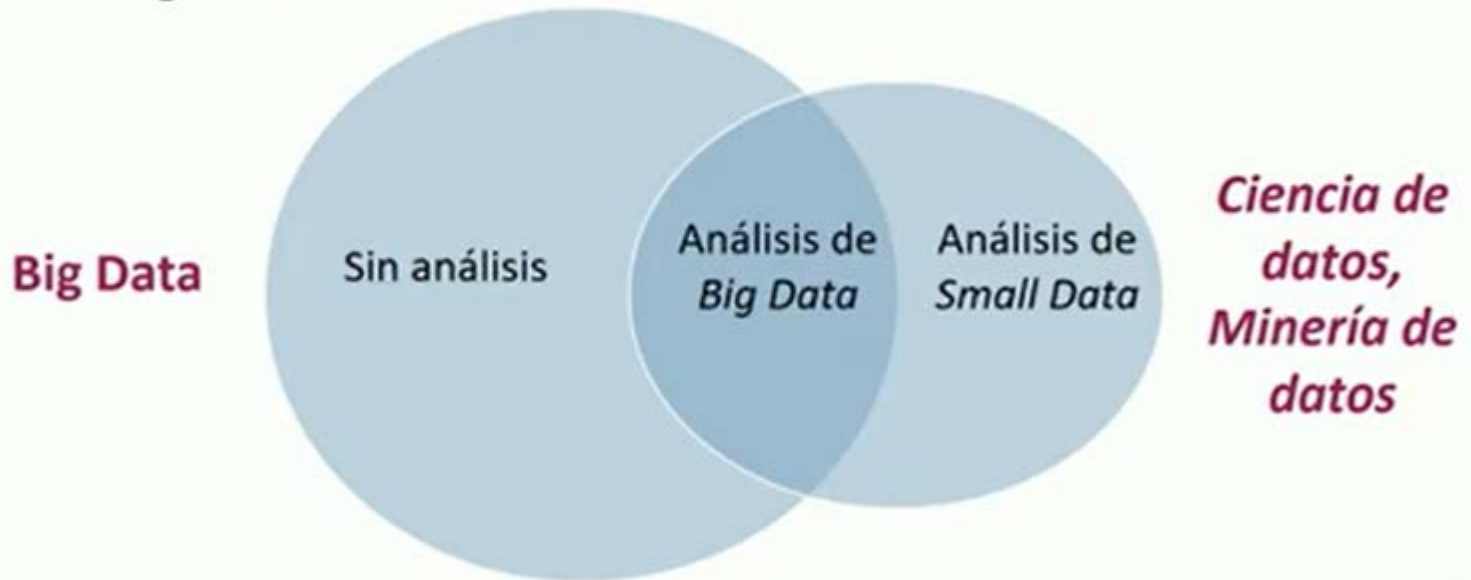 Big Data
Sin análisis
Análisis de
Big Data
Análisis de
Small Data
Ciencia de
datos,
Minería de
datos